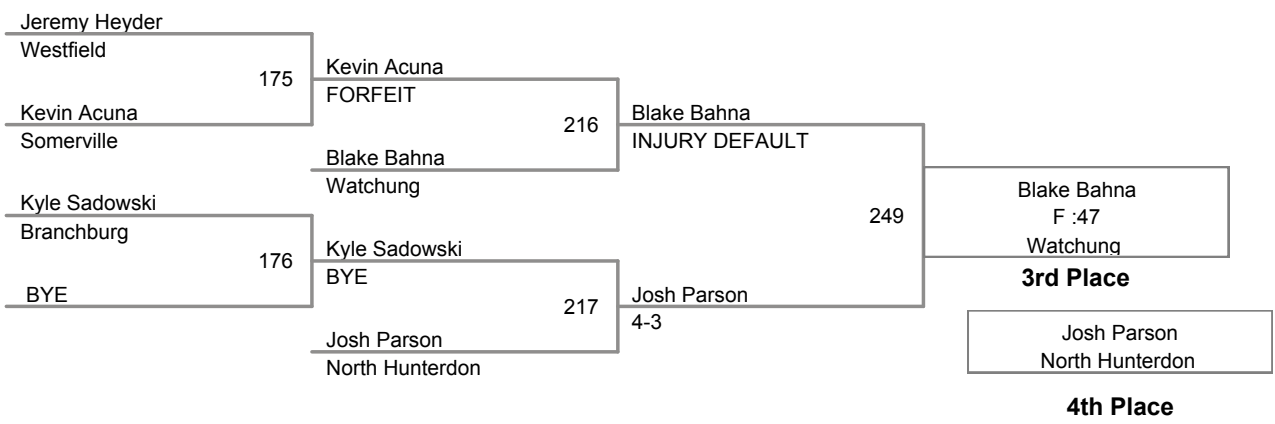 Jeremy Heyder
Westfield
175
Kevin Acuna
Somerville
Kyle Sadowski
Branchburg
176
BYE
Kevin Acuna
FORFEIT
216
Blake Bahna
Watchung
Kyle Sadowski
BYE
217
Josh Parson
North Hunterdon
Blake Bahna
INJURY DEFAULT
249
Josh Parson
4-3
Blake Bahna
F :47
Watchung
3rd Place
Josh Parson
North Hunterdon
4th Place